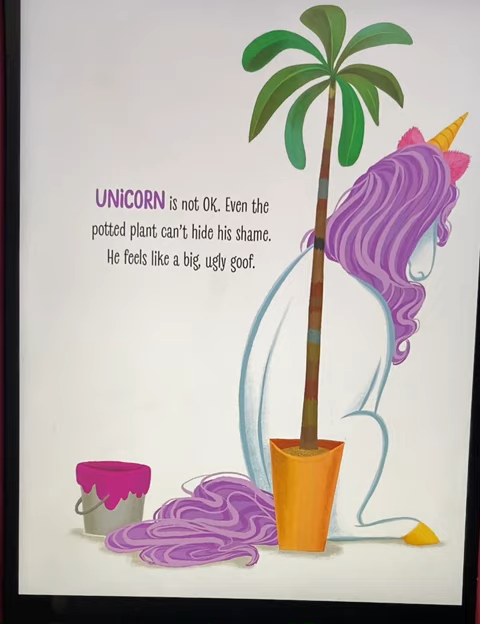 UNiCORN is not OK. Even the
potted plant can't hide his shame.
He feels like a big, ugly goof.